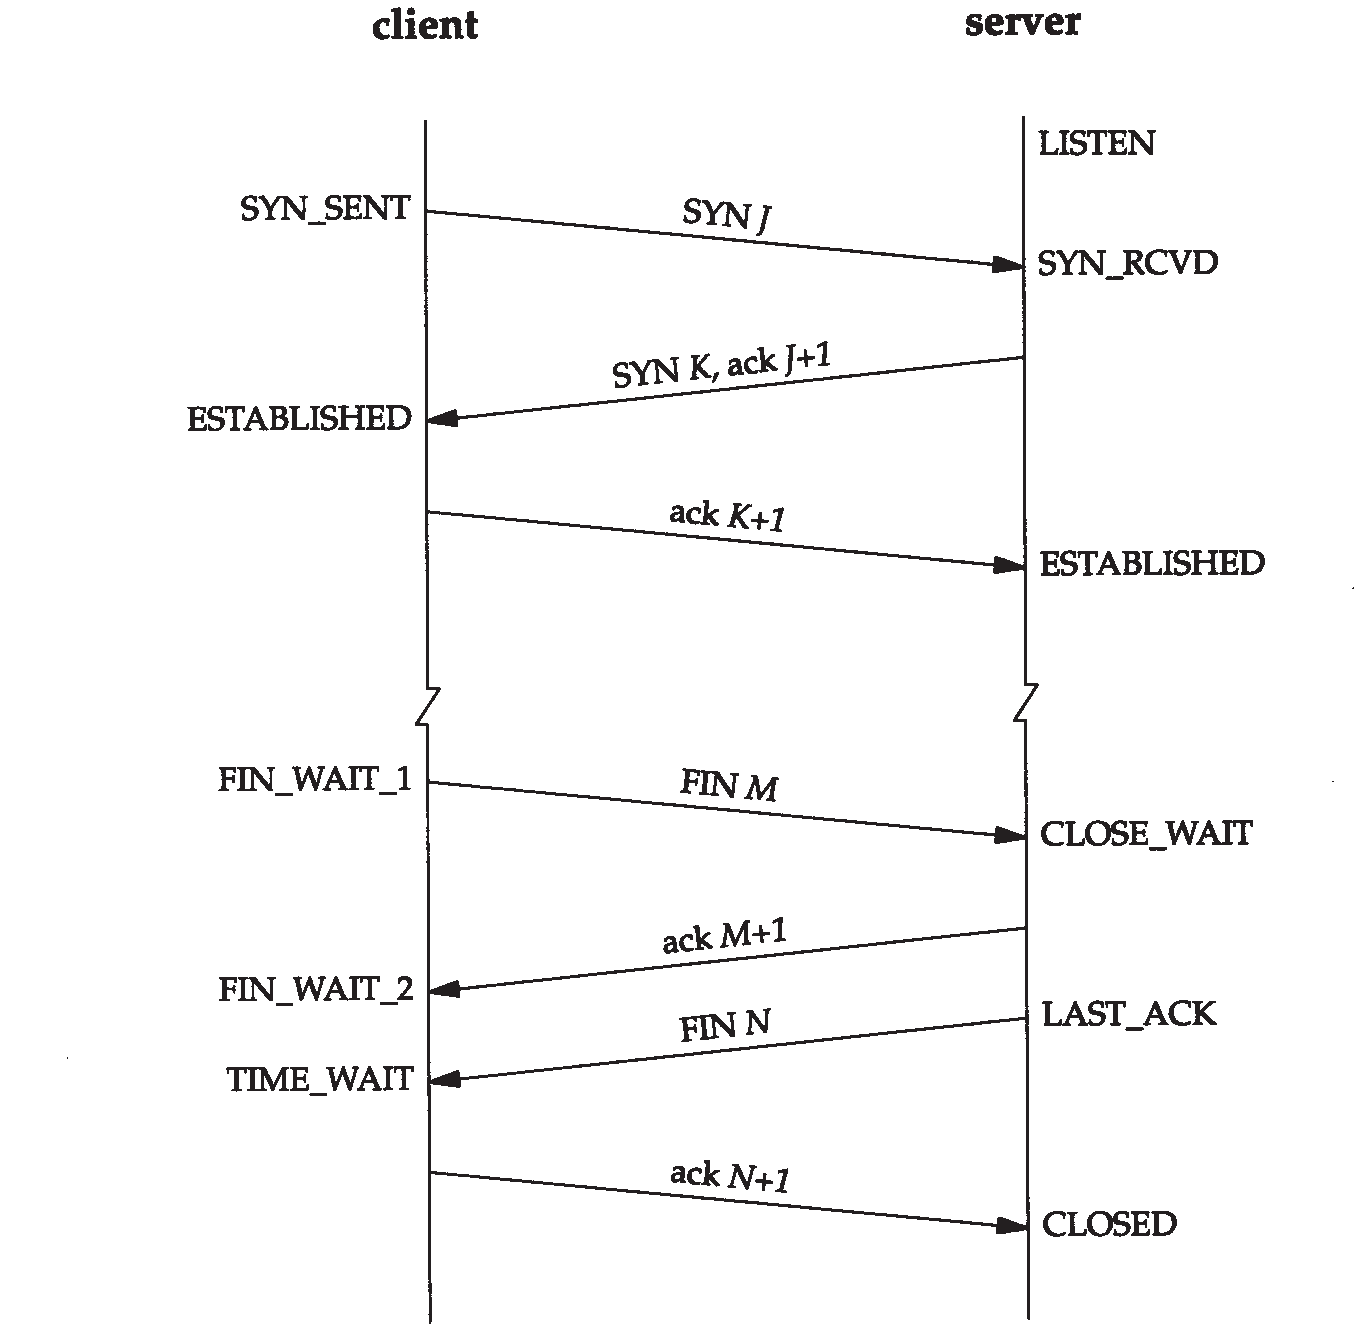 client
server
LISTEN
SYN_SENT
SYN J
SYN_RCVD
SYN K, ack J+1
ESTABLISHED
ack K+1
ESTABLISHED
FIN_WAIT_1
FIN M
CLOSE_WAIT
ack M+1
FIN_WAIT_2
FIN N
LAST_ACK
TIME_WAIT
ack N+1
CLOSED